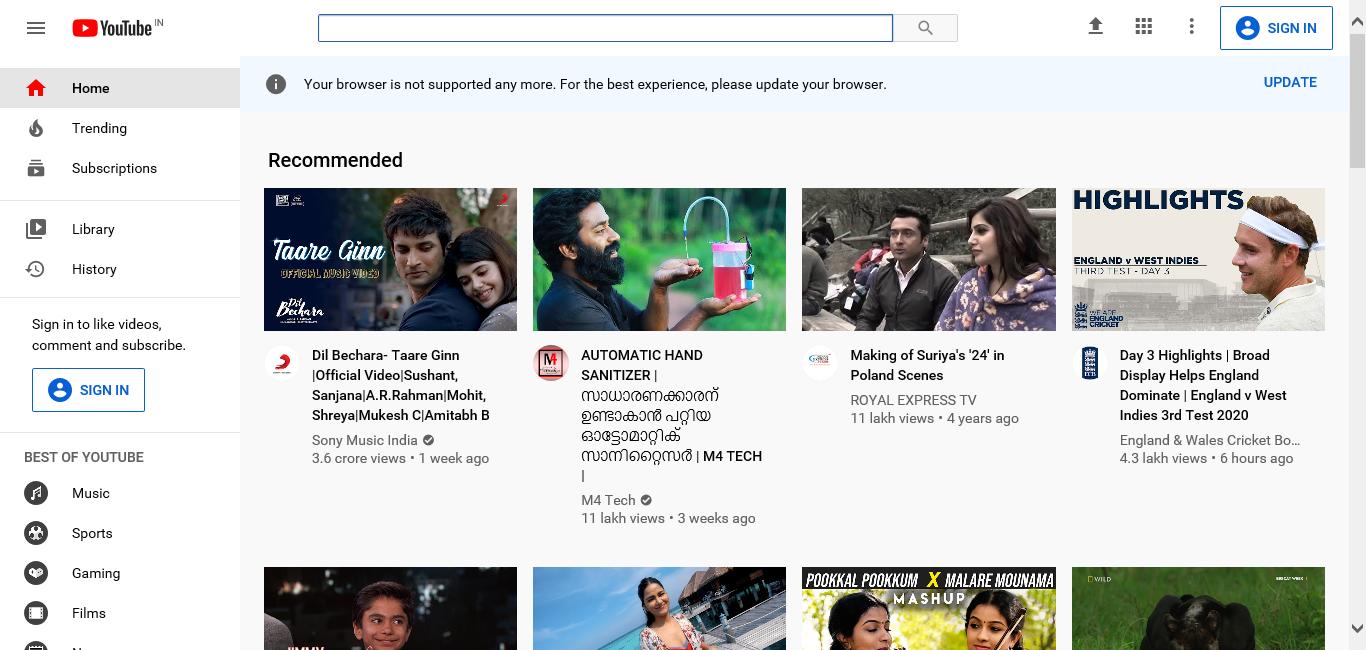 YouTube IN
SIGN IN
Your browser is not supported any more. For the best experience, please update your browser.
UPDATE
Home
Trending
Subscriptions
Library
History
Sign in to like videos,
comment and subscribe.
SIGN IN
BEST OF YOUTUBE
Music
Sports
Gaming
Films
Recommended
Taare Ginn
OFFICIAL MUSIC VIDEO
Dil
Bechara
Dil Bechara- Taare Ginn
|Official Video|Sushant,
Sanjana|A.R.Rahman|Mohit,
Shreya|Mukesh C|Amitabh B
Sony Music India
3.6 crore views • 1 week ago
M4
AUTOMATIC HAND
SANITIZER |
സാധാരണക്കാരന്
ഉണ്ടാകാൻ പറ്റിയ
ഓട്ടോമാറ്റിക്
സാനിറ്റൈസർ | M4 TECH
|
M4 Tech
11 lakh views • 3 weeks ago
Making of Suriya's '24' in
Poland Scenes
ROYAL EXPRESS TV
11 lakh views • 4 years ago
HIGHLIGHTS
ENGLAND v WEST INDIES
THIRD TEST - DAY 3
WE ARE
ENGLAND
CRICKET
Day 3 Highlights | Broad
Display Helps England
Dominate | England v West
Indies 3rd Test 2020
England & Wales Cricket Bo...
4.3 lakh views • 6 hours ago
POOKKAL POOKKUM X MALARE MOUNAMA
MASHUP
WILD